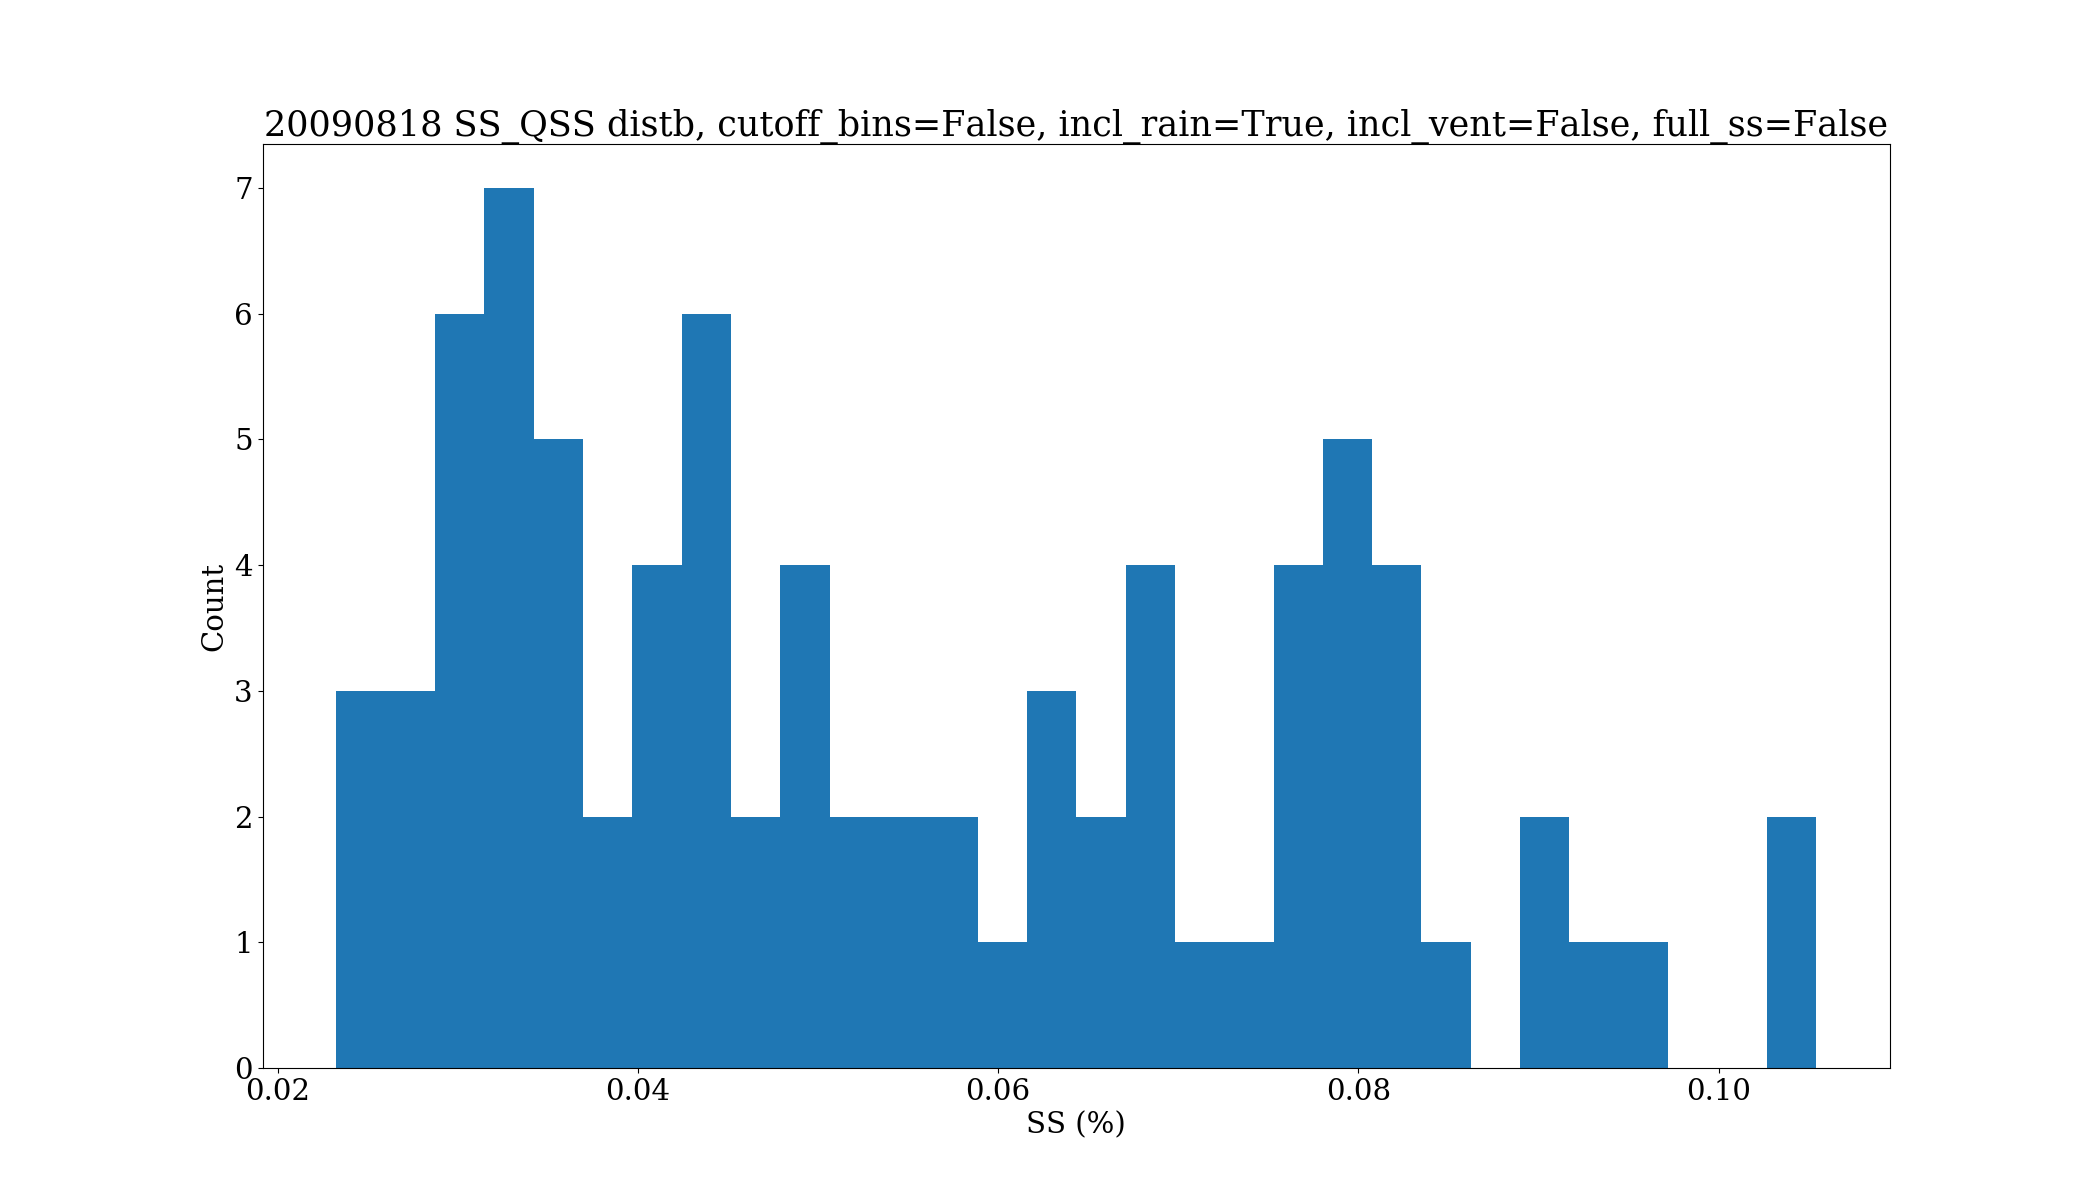 20090818 SS_QSS distb, cutoff_bins=False, incl_rain=True, incl_vent=False, full_ss=False
7
6
5
4
3
2
1
0
Count
0.02 0.04 0.06 0.08 0.10
SS (%)